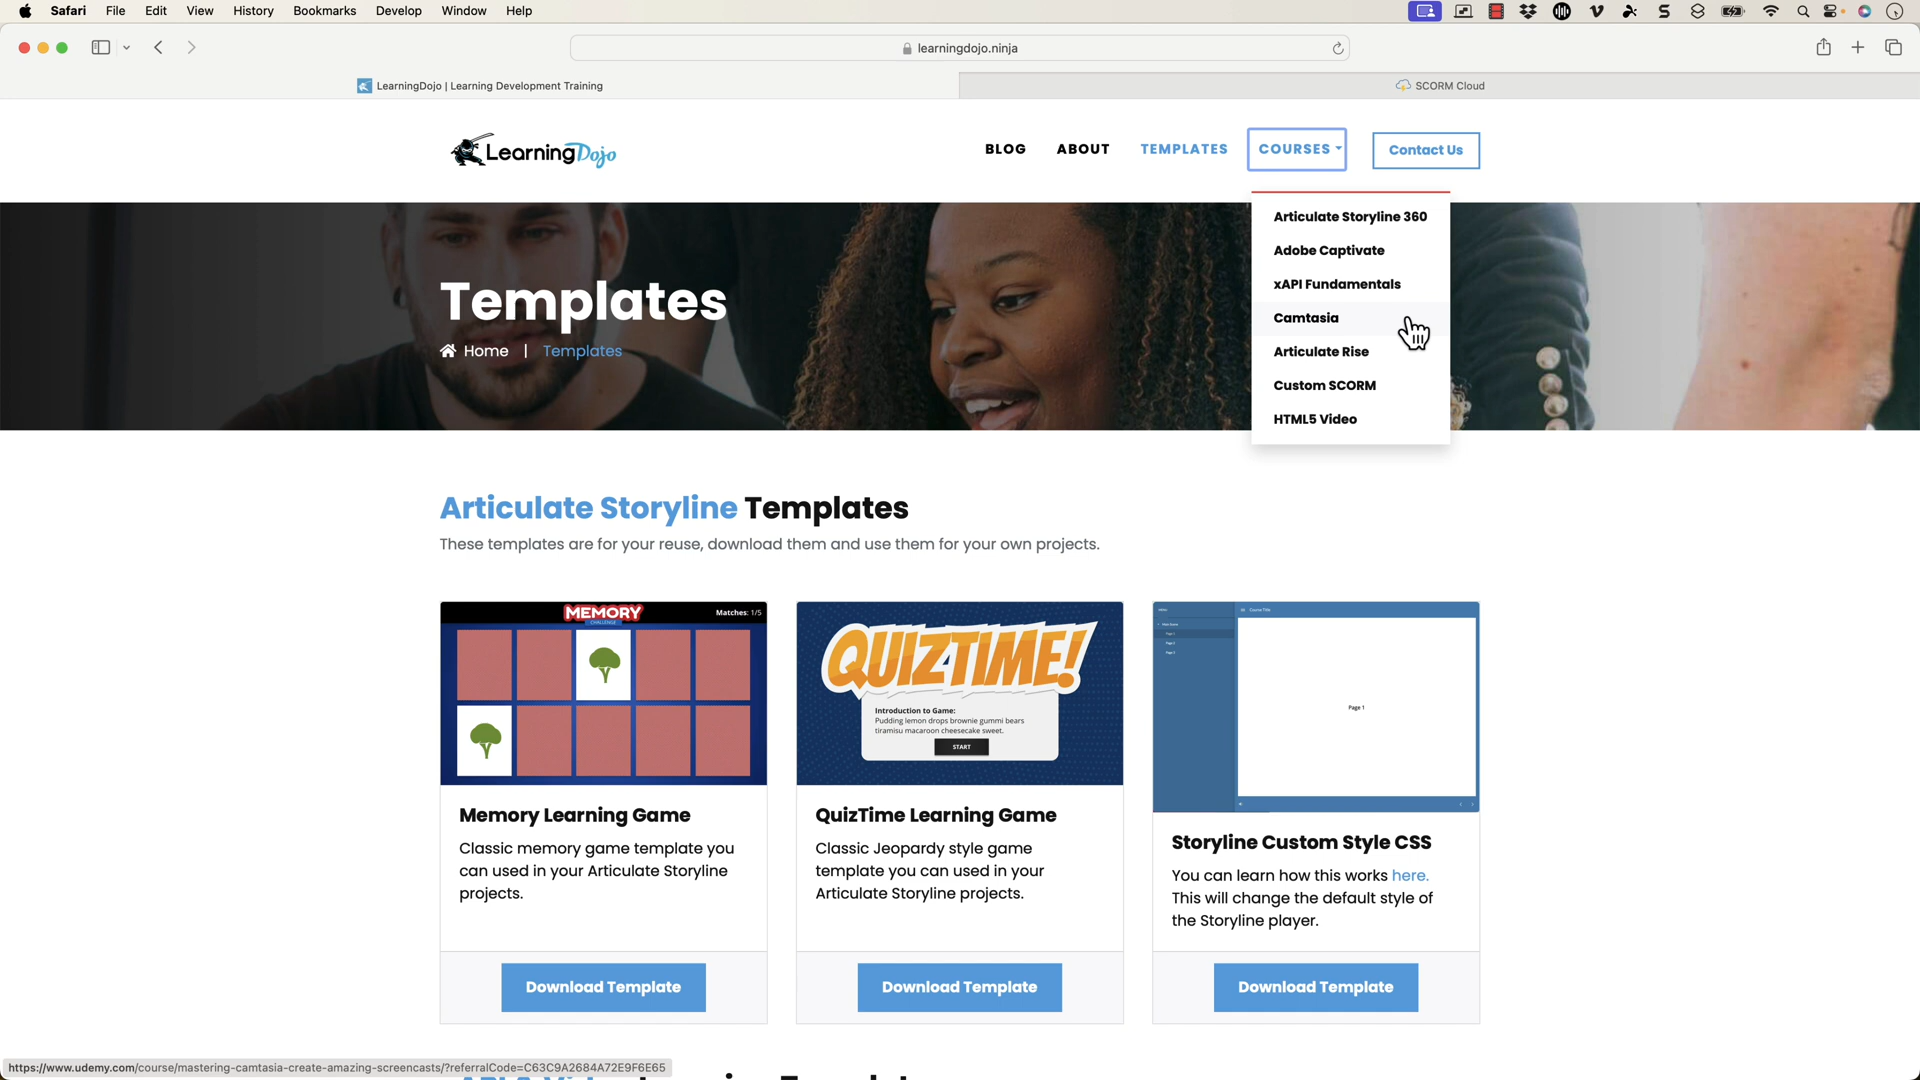 Safari File Edit View History Bookmarks Develop Window Help
learningdojo.ninja
LearningDojo | Learning Development Training
SCORM Cloud
LearningDojo
BLOG
ABOUT
TEMPLATES
COURSES
Contact Us
Articulate Storyline 360
Adobe Captivate
xAPI Fundamentals
Camtasia
Articulate Rise
Custom SCORM
HTML5 Video
Templates
Home | Templates
Articulate Storyline Templates
These templates are for your reuse, download them and use them for your own projects.
MEMORY
CHALLENGE
Matches: 1/5
Memory Learning Game
Classic memory game template you
can used in your Articulate Storyline
projects.
Download Template
QUIZTIME!
Introduction to Game:
Pudding lemon drops brownie gummi bears
tiramisu macaroon cheesecake sweet.
START
QuizTime Learning Game
Classic Jeopardy style game
template you can used in your
Articulate Storyline projects.
Download Template
Course Title
Page 1
Page 1
Storyline Custom Style CSS
You can learn how this works here.
This will change the default style of
the Storyline player.
Download Template
https://www.udemy.com/course/mastering-camtasia-create-amazing-screencasts/?referralCode=C63C9A2684A72E9F6E65